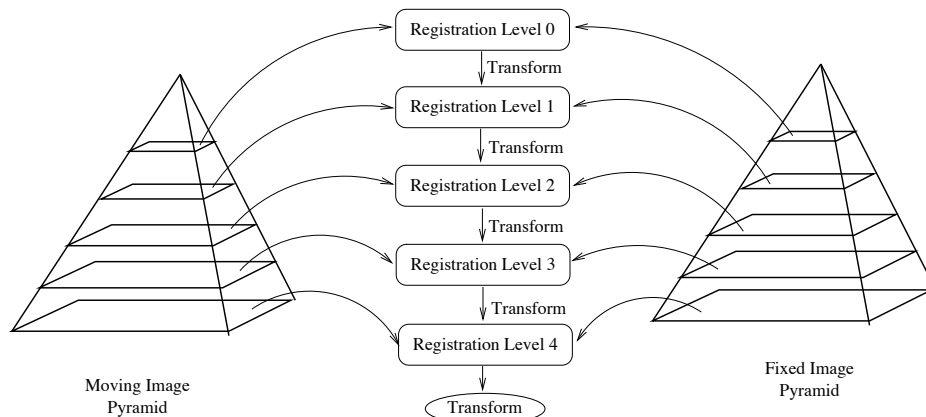 Registration Level 0
Transform
Registration Level 1
Transform
Registration Level 2
Transform
Registration Level 3
Transform
Registration Level 4
Transform
Moving Image
Pyramid
Fixed Image
Pyramid